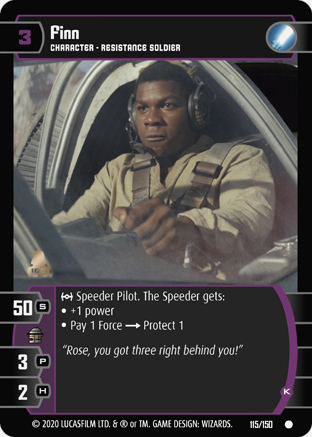 3 Finn
CHARACTER • RESISTANCE SOLDIER
50 S
3 P
2 H
Speeder Pilot. The Speeder gets:
• +1 power
• Pay 1 Force → Protect 1
"Rose, you got three right behind you!"
K
© 2020 LUCASFILM LTD. & ® or TM. GAME DESIGN: WIZARDS. 115/150